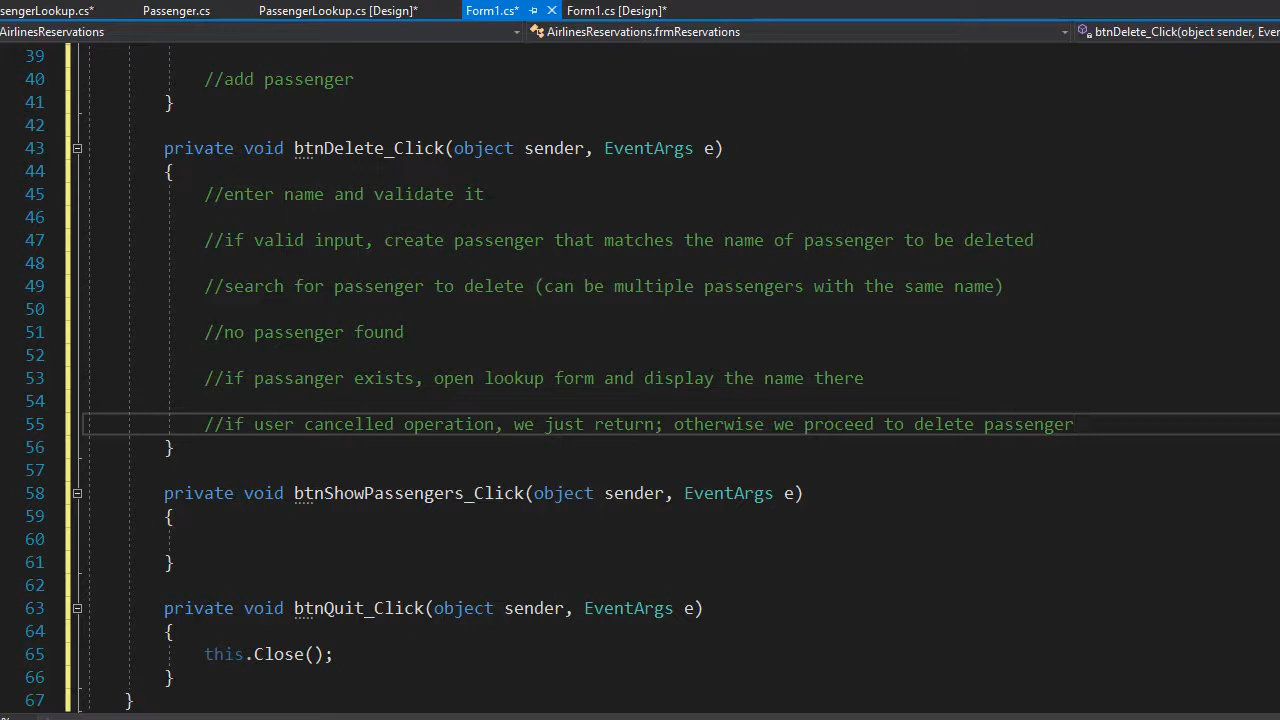 sengerLookup.cs* Passenger.cs PassengerLookup.cs [Design]* Form1.cs* Form1.cs [Design]*
AirlinesReservations AirlinesReservations.frmReservations btnDelete_Click(object sender, Even
39
40 //add passenger
41 }
42
43 private void btnDelete_Click(object sender, EventArgs e)
44 {
45 //enter name and validate it
46
47 //if valid input, create passenger that matches the name of passenger to be deleted
48
49 //search for passenger to delete (can be multiple passengers with the same name)
50
51 //no passenger found
52
53 //if passanger exists, open lookup form and display the name there
54
55 //if user cancelled operation, we just return; otherwise we proceed to delete passenger
56 }
57
58 private void btnShowPassengers_Click(object sender, EventArgs e)
59 {
60
61 }
62
63 private void btnQuit_Click(object sender, EventArgs e)
64 {
65 this.Close();
66 }
67 }